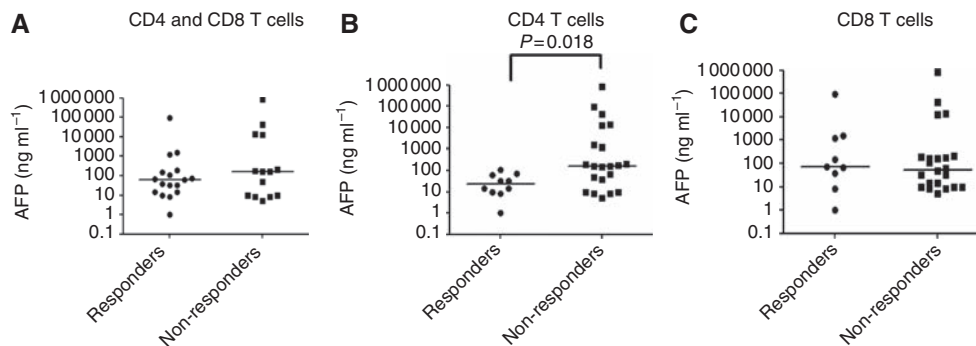 A
CD4 and CD8 T cells
AFP (ng ml−1)
1 000 000
100 000
10 000
1000
100
10
1
0.1
Responders
Non-responders
B
CD4 T cells
P=0.018
AFP (ng ml−1)
1 000 000
100 000
10 000
1000
100
10
1
0.1
Responders
Non-responders
C
CD8 T cells
AFP (ng ml−1)
1 000 000
100 000
10 000
1000
100
10
1
0.1
Responders
Non-responders